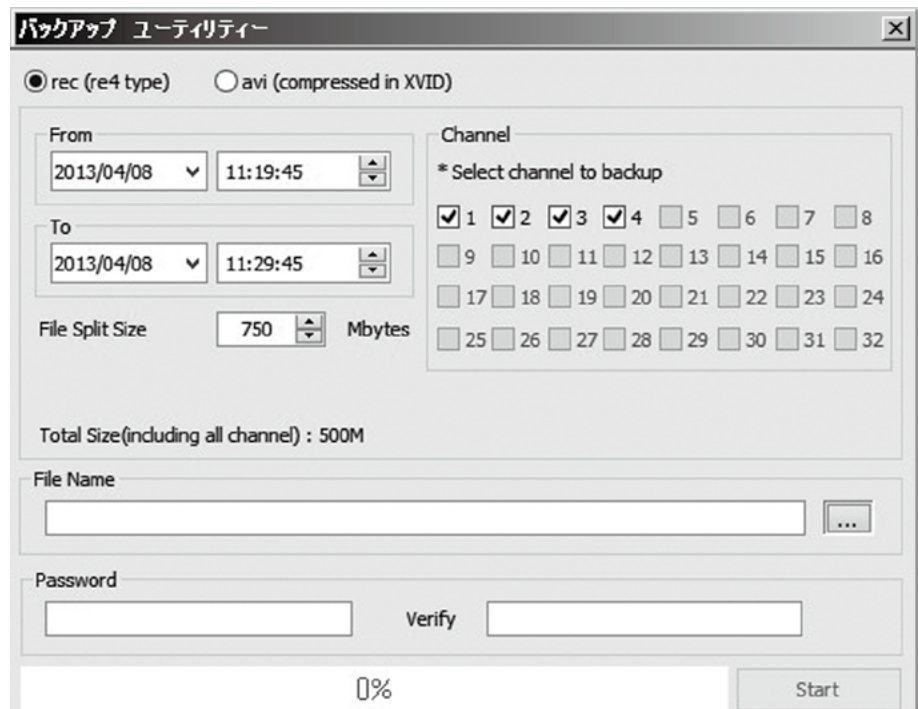 バックアップ ユーティリティー
rec (re4 type) avi (compressed in XVID)
From
2013/04/08 11:19:45
To
2013/04/08 11:29:45
File Split Size 750 Mbytes
Channel
* Select channel to backup
1 2 3 4 5 6 7 8
9 10 11 12 13 14 15 16
17 18 19 20 21 22 23 24
25 26 27 28 29 30 31 32
Total Size(including all channel) : 500M
File Name
...
Password
Verify
0% Start